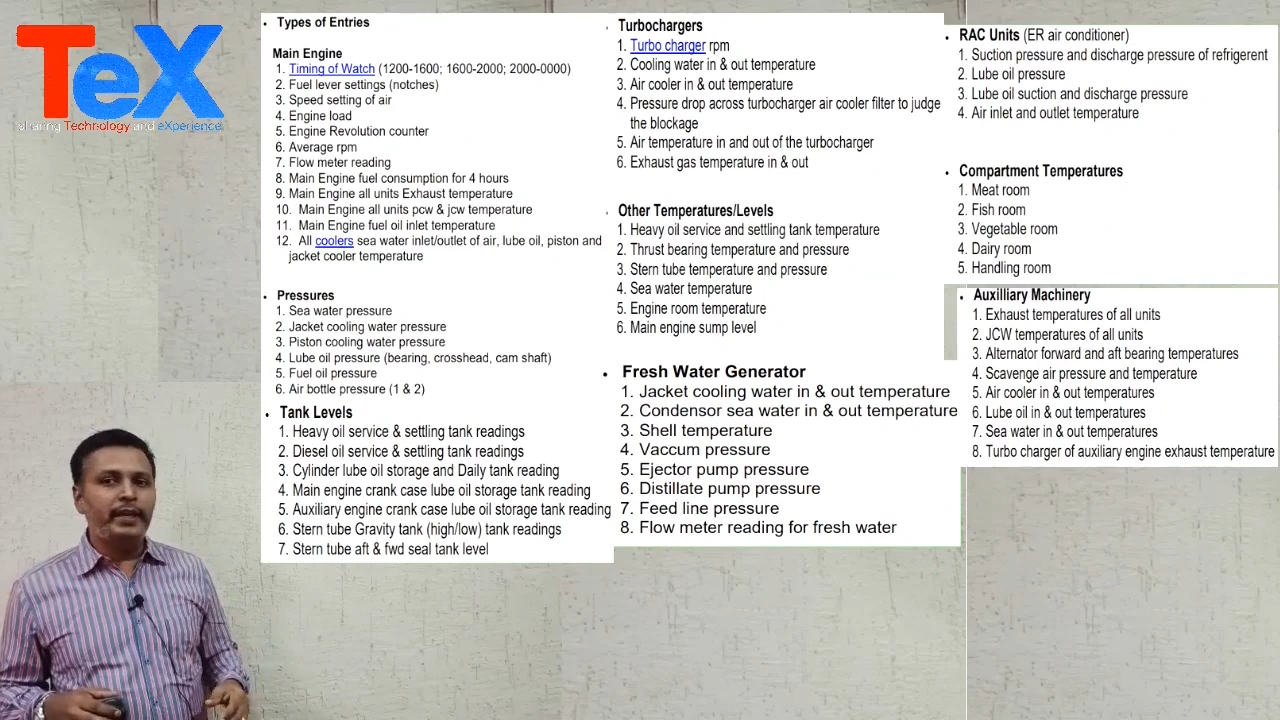 TeX
sharing Technology and eXperience
• Types of Entries
Main Engine
1. Timing of Watch (1200-1600; 1600-2000; 2000-0000)
2. Fuel lever settings (notches)
3. Speed setting of air
4. Engine load
5. Engine Revolution counter
6. Average rpm
7. Flow meter reading
8. Main Engine fuel consumption for 4 hours
9. Main Engine all units Exhaust temperature
10. Main Engine all units pcw & jcw temperature
11. Main Engine fuel oil inlet temperature
12. All coolers sea water inlet/outlet of air, lube oil, piston and
jacket cooler temperature
• Pressures
1. Sea water pressure
2. Jacket cooling water pressure
3. Piston cooling water pressure
4. Lube oil pressure (bearing, crosshead, cam shaft)
5. Fuel oil pressure
6. Air bottle pressure (1 & 2)
• Tank Levels
1. Heavy oil service & settling tank readings
2. Diesel oil service & settling tank readings
3. Cylinder lube oil storage and Daily tank reading
4. Main engine crank case lube oil storage tank reading
5. Auxiliary engine crank case lube oil storage tank reading
6. Stern tube Gravity tank (high/low) tank readings
7. Stern tube aft & fwd seal tank level
Turbochargers
1. Turbo charger rpm
2. Cooling water in & out temperature
3. Air cooler in & out temperature
4. Pressure drop across turbocharger air cooler filter to judge
the blockage
5. Air temperature in and out of the turbocharger
6. Exhaust gas temperature in & out
Other Temperatures/Levels
1. Heavy oil service and settling tank temperature
2. Thrust bearing temperature and pressure
3. Stern tube temperature and pressure
4. Sea water temperature
5. Engine room temperature
6. Main engine sump level
• Fresh Water Generator
1. Jacket cooling water in & out temperature
2. Condensor sea water in & out temperature
3. Shell temperature
4. Vaccum pressure
5. Ejector pump pressure
6. Distillate pump pressure
7. Feed line pressure
8. Flow meter reading for fresh water
• RAC Units (ER air conditioner)
1. Suction pressure and discharge pressure of refrigerent
2. Lube oil pressure
3. Lube oil suction and discharge pressure
4. Air inlet and outlet temperature
• Compartment Temperatures
1. Meat room
2. Fish room
3. Vegetable room
4. Dairy room
5. Handling room
• Auxilliary Machinery
1. Exhaust temperatures of all units
2. JCW temperatures of all units
3. Alternator forward and aft bearing temperatures
4. Scavenge air pressure and temperature
5. Air cooler in & out temperatures
6. Lube oil in & out temperatures
7. Sea water in & out temperatures
8. Turbo charger of auxiliary engine exhaust temperature